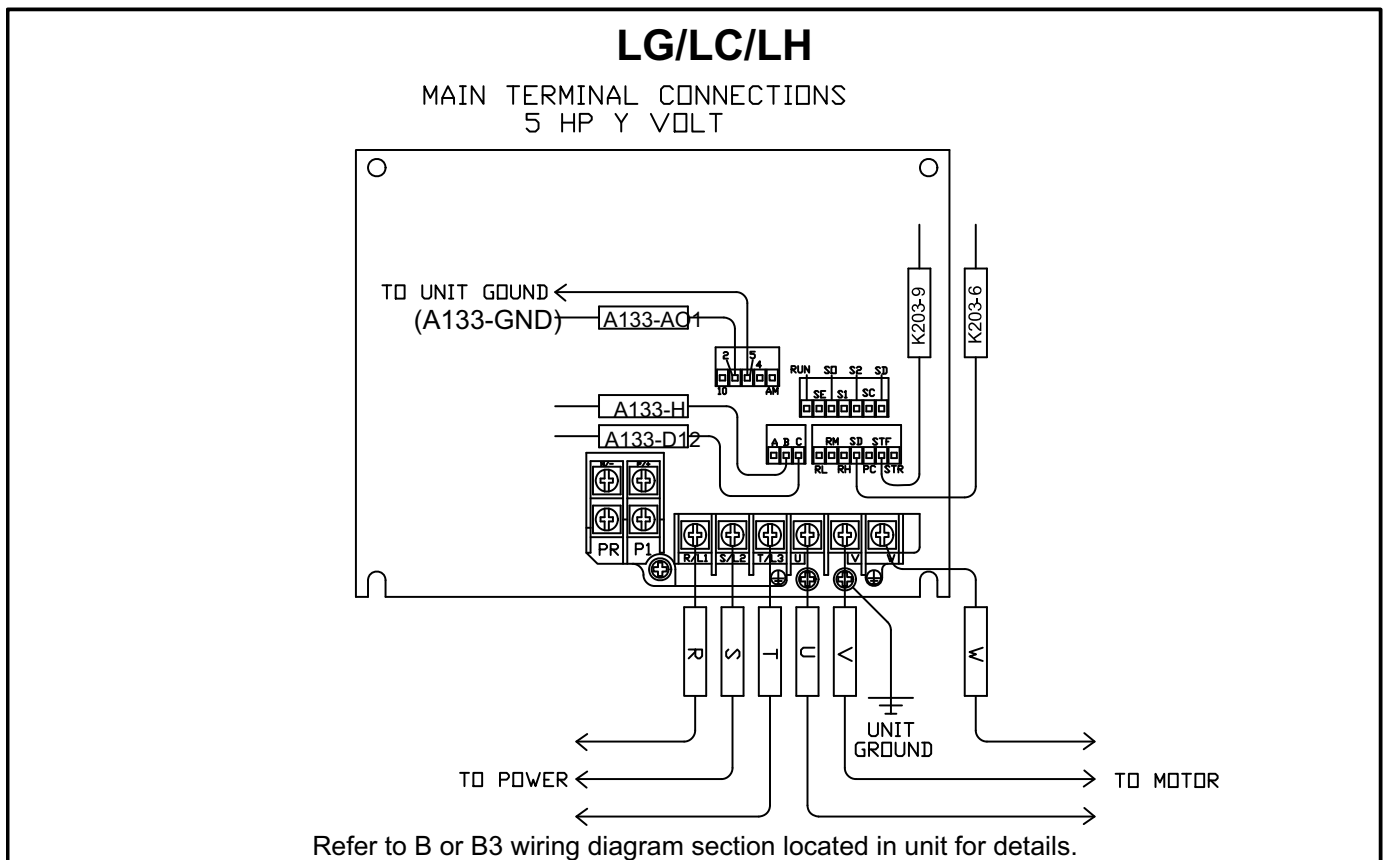 LG/LC/LH
MAIN TERMINAL CONNECTIONS
5 HP Y VOLT
TO UNIT GOUND
(A133-GND)
A133-AO1
K203-9
K203-6
2 5
4
10 AM
RUN SO S2 SD
SE S1 SC
A133-H
A133-D12
A B C
RM SD STF
RL RH PC STR
N/- P/+
PR P1
R/L1 S/L2 T/L3 U V W
R S T U V W
UNIT
GROUND
TO POWER
TO MOTOR
Refer to B or B3 wiring diagram section located in unit for details.